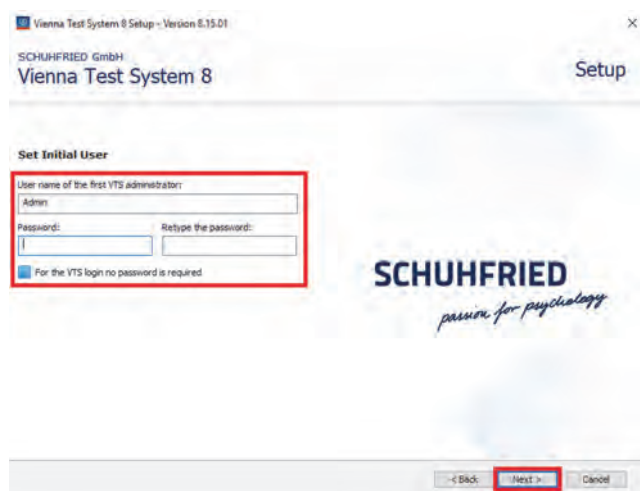 Vienna Test System 8 Setup - Version 8.15.01
SCHUHFRIED GmbH
Vienna Test System 8
Setup
Set Initial User
User name of the first VTS administrator:
Admin
Password: Retype the password:
For the VTS login no password is required
SCHUHFRIED
passion for psychology
< Back Next > Cancel